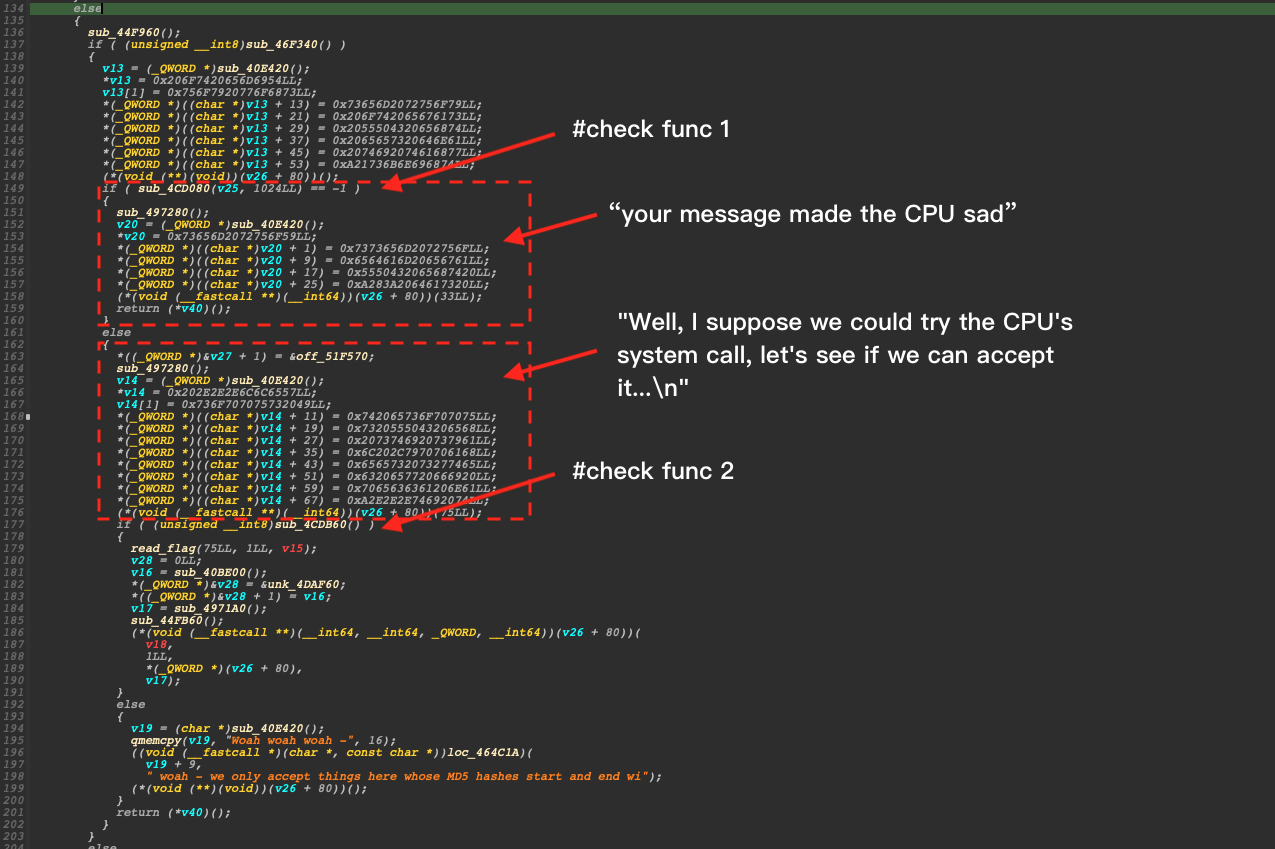 134 else
135 {
136 sub_44F960();
137 if ( (unsigned __int8)sub_46F340() )
138 {
139 v13 = (_QWORD *)sub_40E420();
140 *v13 = 0x206F7420656D6954LL;
141 v13[1] = 0x756F7920776F6873LL;
142 *(_QWORD *)((char *)v13 + 13) = 0x73656D2072756F79LL;
143 *(_QWORD *)((char *)v13 + 21) = 0x206F742065676173LL;
144 *(_QWORD *)((char *)v13 + 29) = 0x2055504320656874LL;
145 *(_QWORD *)((char *)v13 + 37) = 0x2065657320646E61LL;
146 *(_QWORD *)((char *)v13 + 45) = 0x2074692074616877LL;
147 *(_QWORD *)((char *)v13 + 53) = 0xA21736B6E696874LL;
148 (*(void (**)(void))(v26 + 80))();
#check func 1
149 if ( sub_4CD080(v25, 1024LL) == -1 )
150 {
151 sub_497280();
152 v20 = (_QWORD *)sub_40E420();
153 *v20 = 0x73656D2072756F59LL;
154 *(_QWORD *)((char *)v20 + 1) = 0x7373656D2072756FLL;
155 *(_QWORD *)((char *)v20 + 9) = 0x6564616D20656761LL;
156 *(_QWORD *)((char *)v20 + 17) = 0x5550432065687420LL;
157 *(_QWORD *)((char *)v20 + 25) = 0xA283A2064617320LL;
158 (*(void (__fastcall **)(__int64))(v26 + 80))(33LL);
159 return (*v40)();
160 }
“your message made the CPU sad”
161 else
162 {
163 *((_QWORD *)&v27 + 1) = &off_51F570;
164 sub_497280();
165 v14 = (_QWORD *)sub_40E420();
166 *v14 = 0x202E2E2E6C6C6557LL;
167 v14[1] = 0x736F707075732049LL;
168 *(_QWORD *)((char *)v14 + 11) = 0x742065736F707075LL;
169 *(_QWORD *)((char *)v14 + 19) = 0x7320555043206568LL;
170 *(_QWORD *)((char *)v14 + 27) = 0x2073746920737961LL;
171 *(_QWORD *)((char *)v14 + 35) = 0x6C202C7970706168LL;
172 *(_QWORD *)((char *)v14 + 43) = 0x6565732073277465LL;
173 *(_QWORD *)((char *)v14 + 51) = 0x6320657720666920LL;
174 *(_QWORD *)((char *)v14 + 59) = 0x7065636361206E61LL;
175 *(_QWORD *)((char *)v14 + 67) = 0xA2E2E2E74692074LL;
176 (*(void (__fastcall **)(__int64))(v26 + 80))(75LL);
"Well, I suppose we could try the CPU's
system call, let's see if we can accept
it...\n"
#check func 2
177 if ( (unsigned __int8)sub_4CDB60() )
178 {
179 read_flag(75LL, 1LL, v15);
180 v28 = 0LL;
181 v16 = sub_40BE00();
182 *(_QWORD *)&v28 = &unk_4DAF60;
183 *((_QWORD *)&v28 + 1) = v16;
184 v17 = sub_4971A0();
185 sub_44FB60();
186 (*(void (__fastcall **)(__int64, __int64, _QWORD, __int64))(v26 + 80))(
187 v18,
188 1LL,
189 *(_QWORD *)(v26 + 80),
190 v17);
191 }
192 else
193 {
194 v19 = (char *)sub_40E420();
195 qmemcpy(v19, "Woah woah woah -", 16);
196 ((void (__fastcall *)(char *, const char *))loc_464C1A)(
197 v19 + 9,
198 " woah - we only accept things here whose MD5 hashes start and end wi");
199 (*(void (**)(void))(v26 + 80))();
200 }
201 return (*v40)();
202 }
203 }
204 else